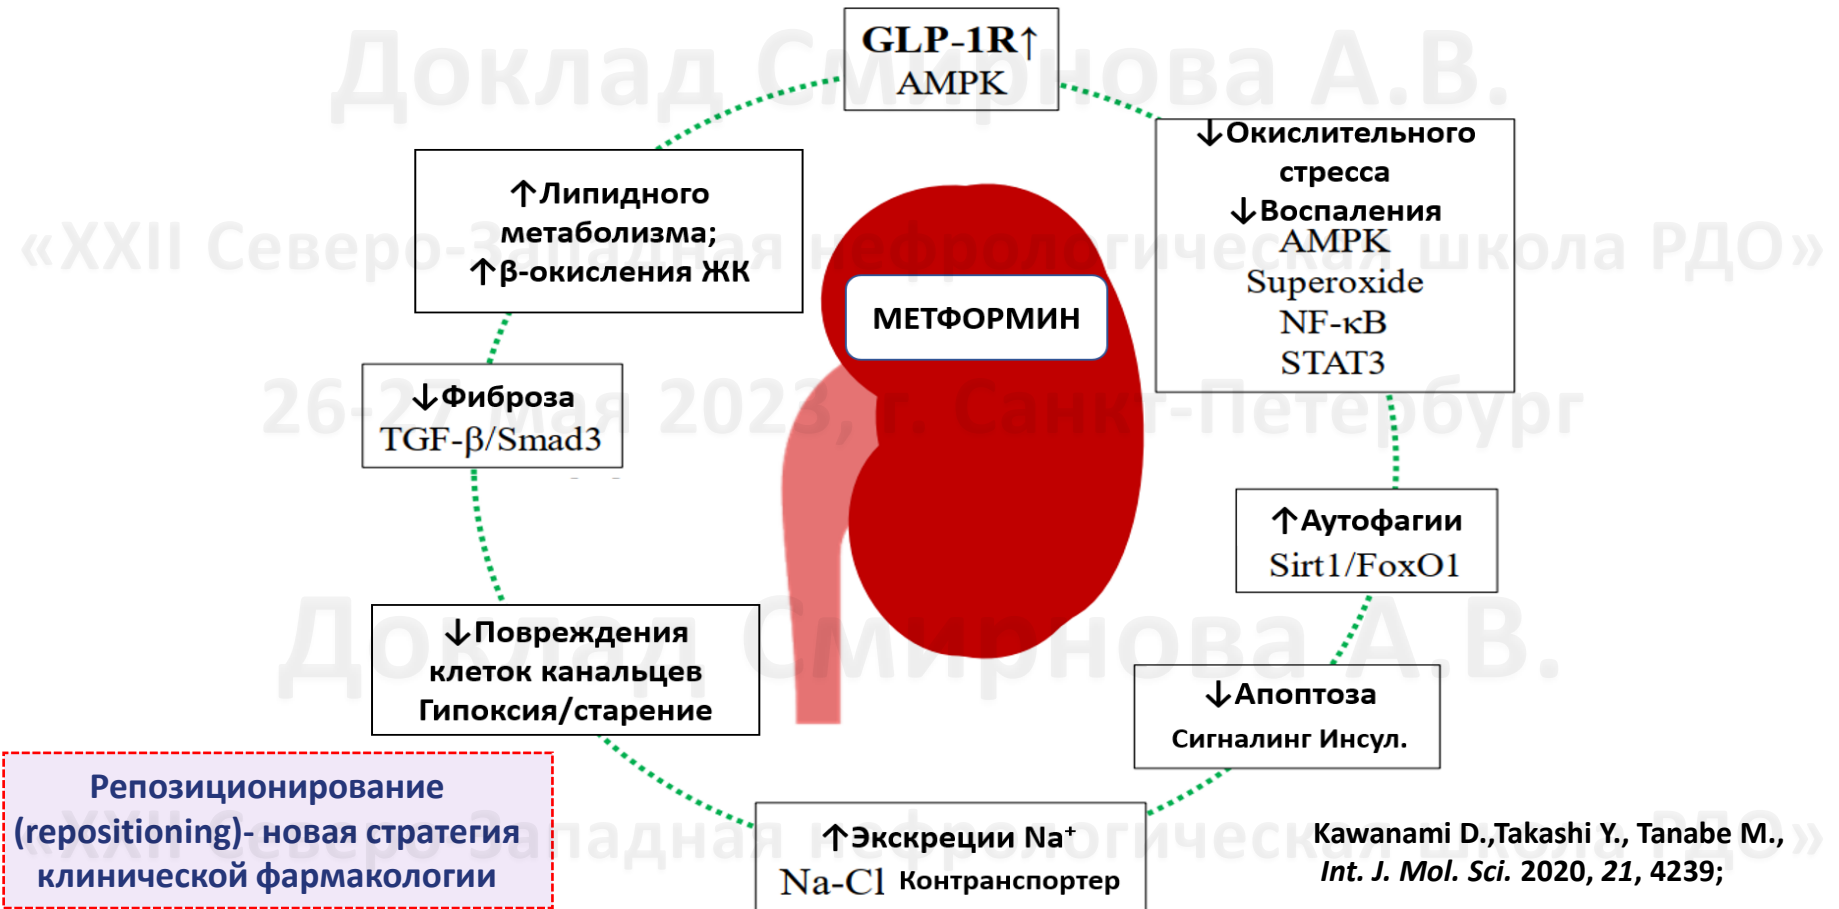 Доклад Смирнова А.В.
«XXII Северо-Западная нефрологическая школа РДО»
26-27 мая 2023, г. Санкт-Петербург
Доклад Смирнова А.В.
«XXII Северо-Западная нефрологическая школа РДО»
GLP-1R↑
AMPK
↓Окислительного
стресса
↓Воспаления
AMPK
Superoxide
NF-κB
STAT3
↑Аутофагии
Sirt1/FoxO1
↓Апоптоза
Сигналинг Инсул.
↑Экскреции Na⁺
Na-Cl Контранспортер
↓Повреждения
клеток канальцев
Гипоксия/старение
↓Фиброза
TGF-β/Smad3
↑Липидного
метаболизма;
↑β-окисления ЖК
МЕТФОРМИН
Репозиционирование
(repositioning)- новая стратегия
клинической фармакологии
Kawanami D.,Takashi Y., Tanabe M.,
Int. J. Mol. Sci. 2020, 21, 4239;